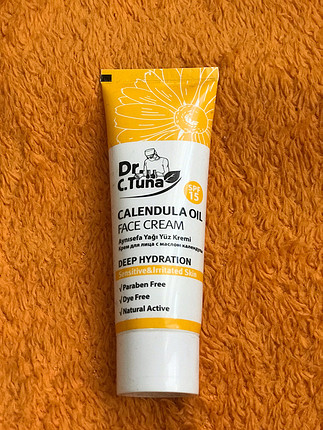 Dr.
C.Tuna
SPF
15
CALENDULA OIL
FACE CREAM
Aynısefa Yağı Yüz Kremi
Крем для лица с маслом календулы
DEEP HYDRATION
Sensitive&Irritated Skin
√ Paraben Free
√ Dye Free
√ Natural Active